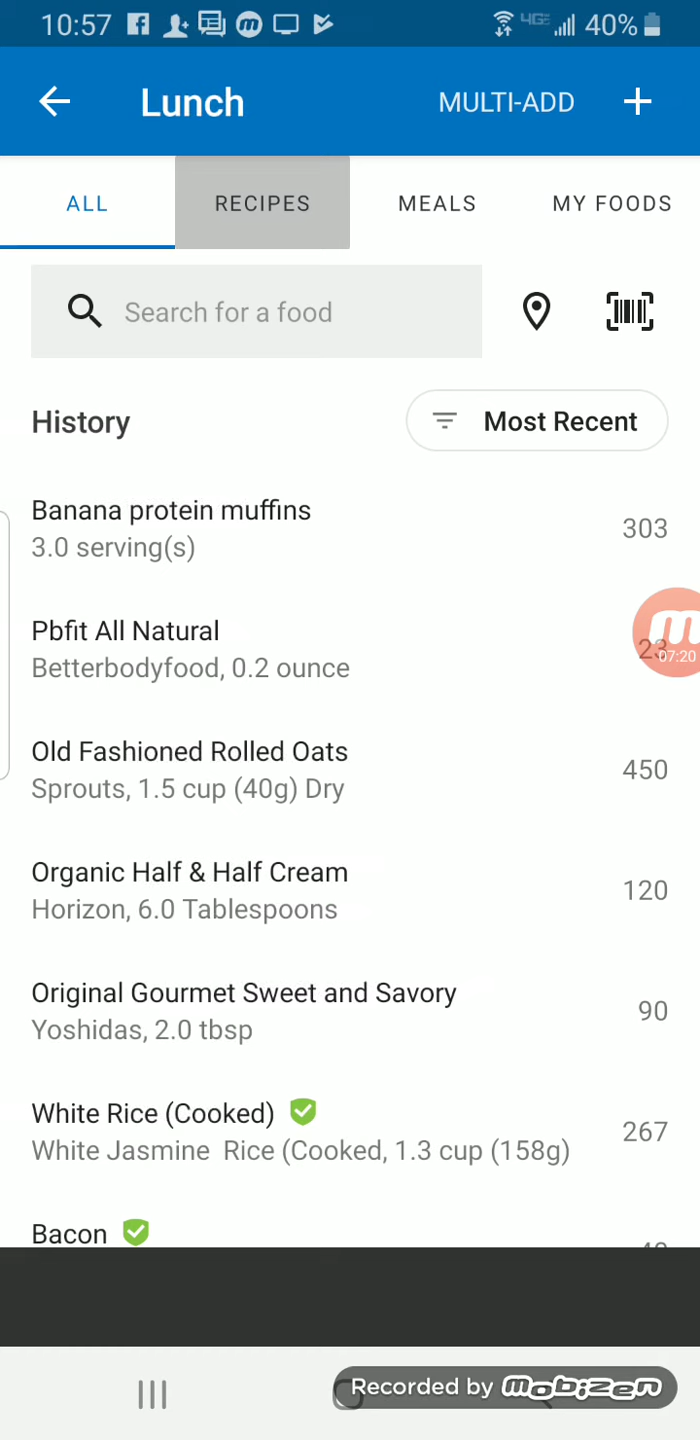 10:57 4GE 40%
Lunch MULTI-ADD
ALL RECIPES MEALS MY FOODS
Search for a food
History Most Recent
Banana protein muffins
303
3.0 serving(s)
Pbfit All Natural
23
07:20
Betterbodyfood, 0.2 ounce
Old Fashioned Rolled Oats
450
Sprouts, 1.5 cup (40g) Dry
Organic Half & Half Cream
120
Horizon, 6.0 Tablespoons
Original Gourmet Sweet and Savory
90
Yoshidas, 2.0 tbsp
White Rice (Cooked)
267
White Jasmine Rice (Cooked, 1.3 cup (158g)
Bacon
Recorded by mobizen